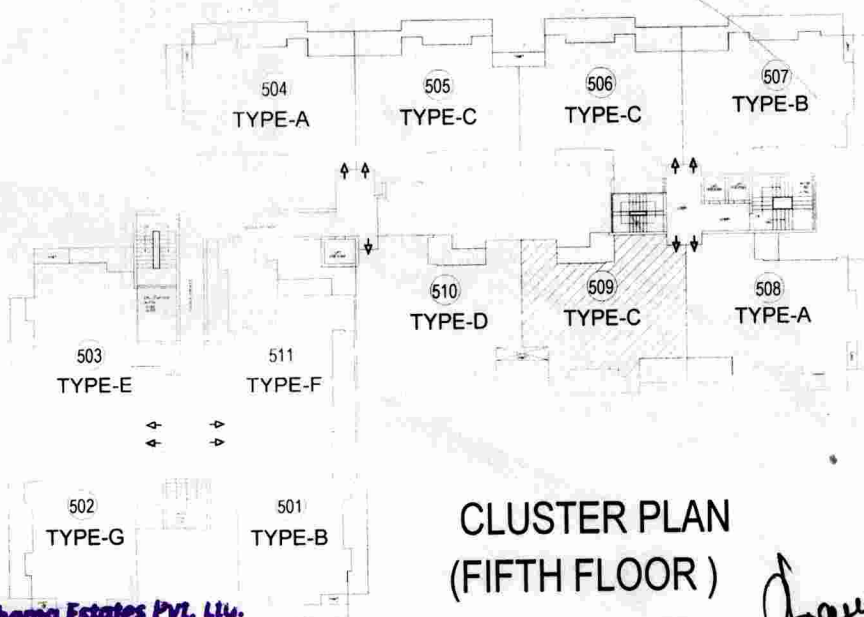 504
TYPE-A
505
TYPE-C
506
TYPE-C
507
TYPE-B
503
TYPE-E
511
TYPE-F
510
TYPE-D
509
TYPE-C
508
TYPE-A
502
TYPE-G
501
TYPE-B
CLUSTER PLAN
(FIFTH FLOOR )
Estates Pvt. Ltd.